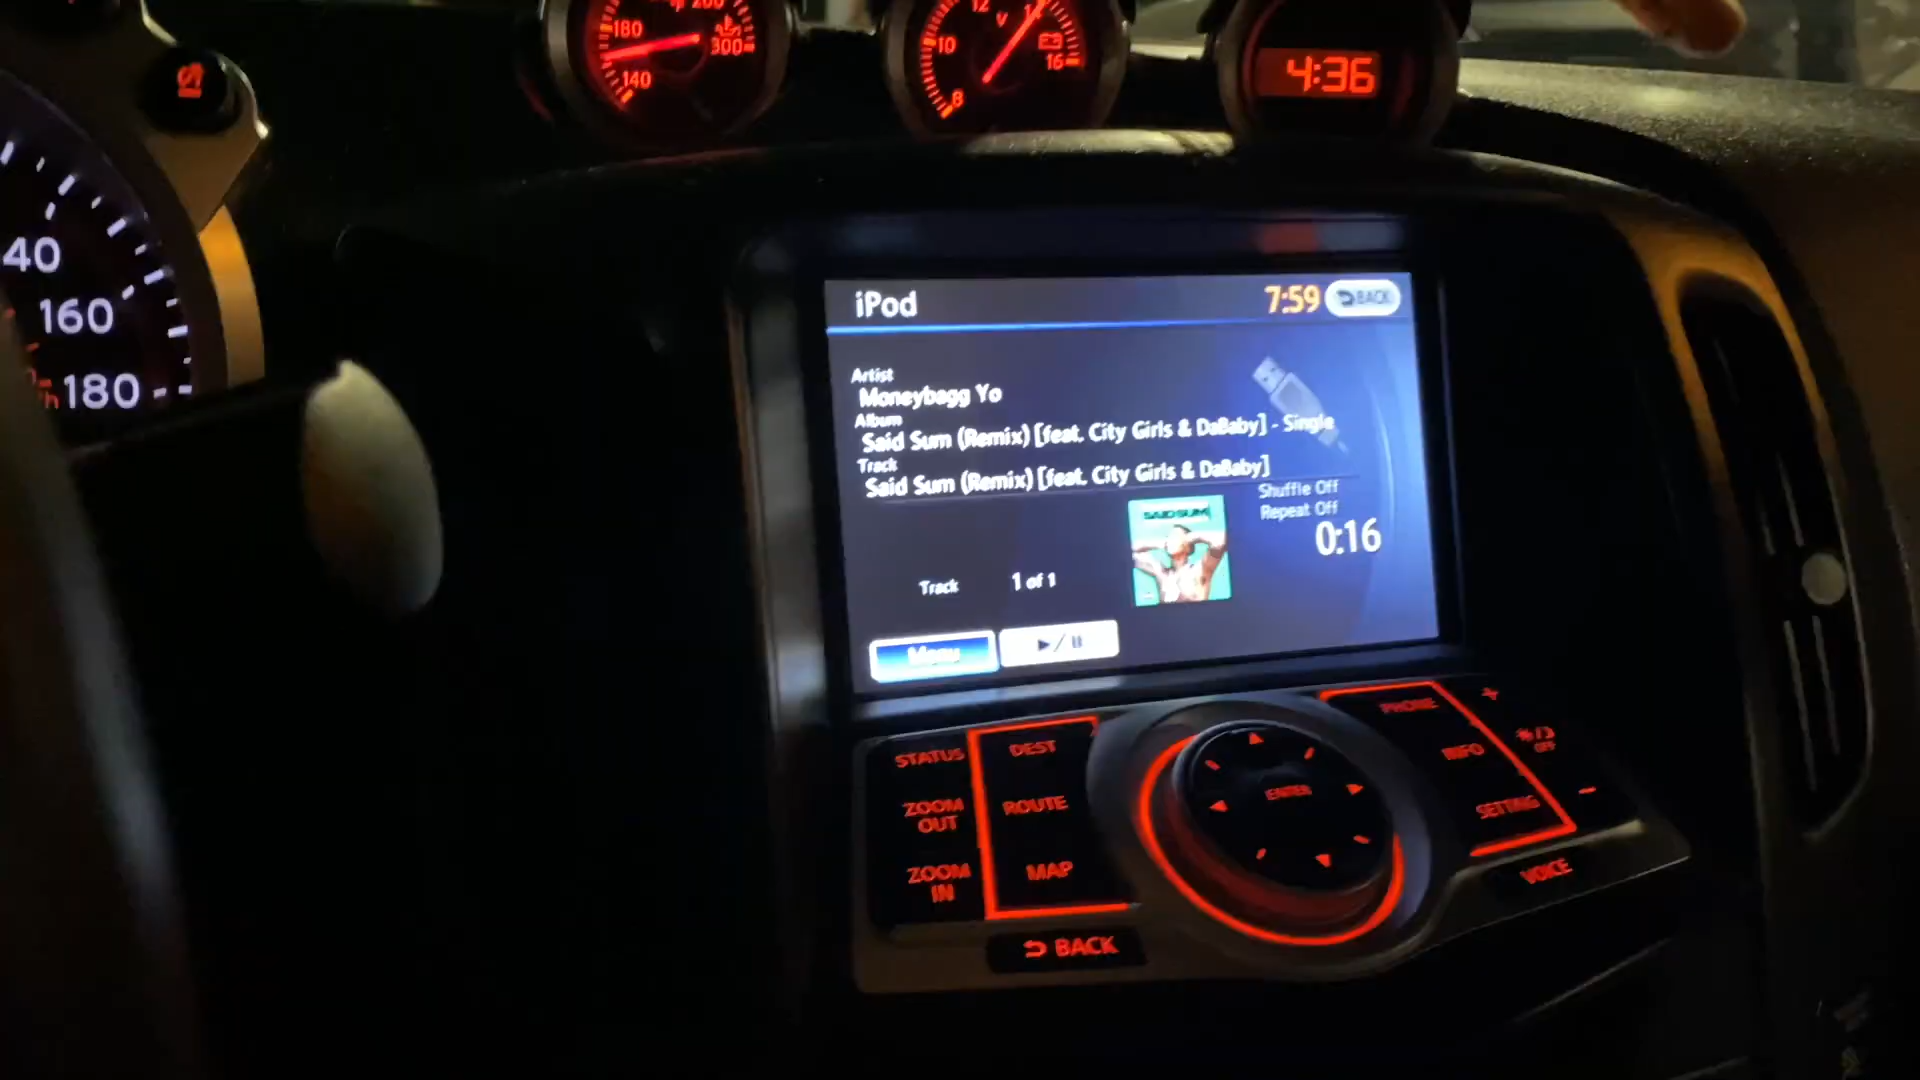 180
200
300
140
12
V
14
10
16
8
4:36
40
160
180
iPod
7:59
BACK
Artist
Moneybagg Yo
Album
Said Sum (Remix) [feat. City Girls & DaBaby] - Single
Track
Said Sum (Remix) [feat. City Girls & DaBaby]
Shuffle Off
Repeat Off
0:16
SAID SUM
Track 1 of 1
Menu
STATUS
DEST
PHONE
+
ZOOM OUT
ROUTE
ENTER
INFO
OFF
ZOOM IN
MAP
SETTING
-
VOICE
BACK